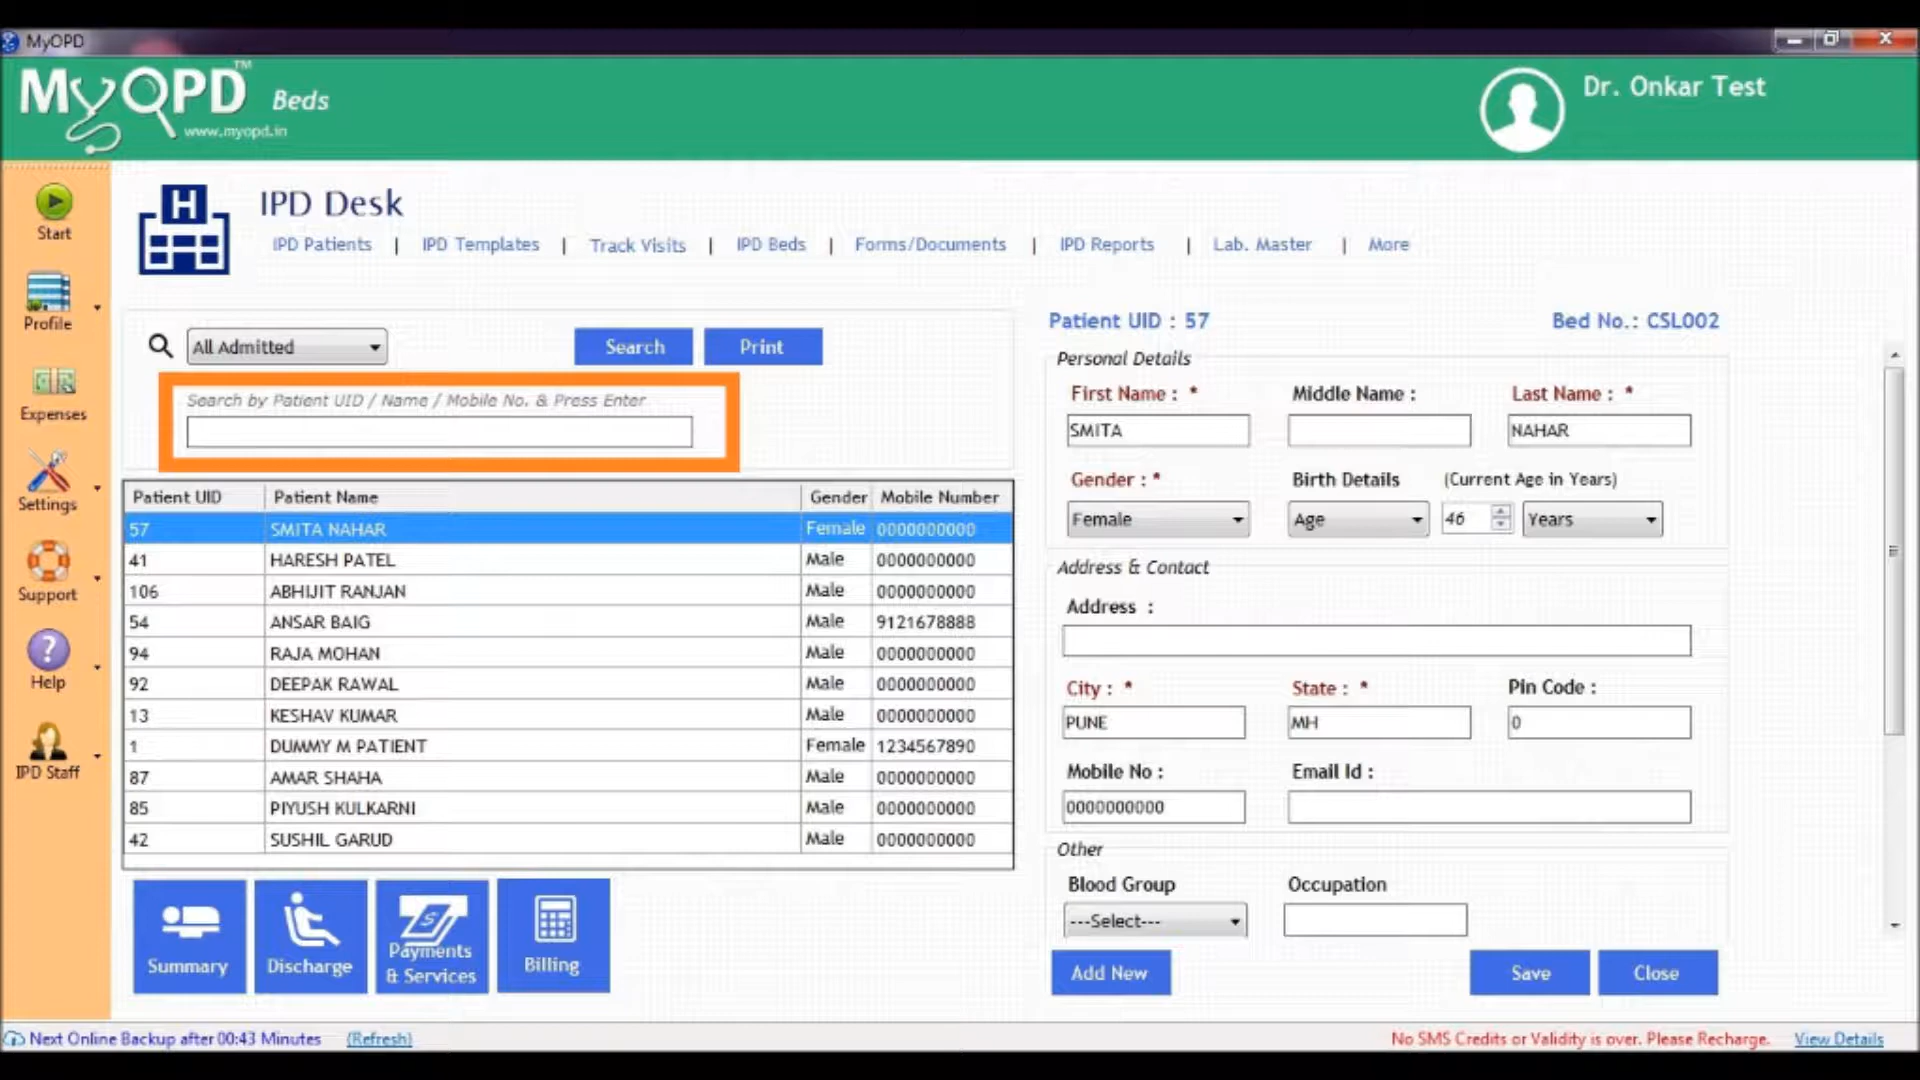 MyOPD
MyOPD™ Beds
www.myopd.in
Dr. Onkar Test
Start
Profile
Expenses
Settings
Support
Help
IPD Staff
H
IPD Desk
IPD Patients | IPD Templates | Track Visits | IPD Beds | Forms/Documents | IPD Reports | Lab. Master | More
All Admitted
Search
Print
Search by Patient UID / Name / Mobile No. & Press Enter
Patient UID Patient Name Gender Mobile Number
57 SMITA NAHAR Female 0000000000
41 HARESH PATEL Male 0000000000
106 ABHIJIT RANJAN Male 0000000000
54 ANSAR BAIG Male 9121678888
94 RAJA MOHAN Male 0000000000
92 DEEPAK RAWAL Male 0000000000
13 KESHAV KUMAR Male 0000000000
1 DUMMY M PATIENT Female 1234567890
87 AMAR SHAHA Male 0000000000
85 PIYUSH KULKARNI Male 0000000000
42 SUSHIL GARUD Male 0000000000
Summary
Discharge
Payments
& Services
Billing
Patient UID : 57 Bed No.: CSL002
Personal Details
First Name : * Middle Name : Last Name : *
SMITA NAHAR
Gender : * Birth Details (Current Age in Years)
Female Age 46 Years
Address & Contact
Address :
City : * State : * Pin Code :
PUNE MH 0
Mobile No : Email Id :
0000000000
Other
Blood Group Occupation
---Select---
Add New
Save
Close
Next Online Backup after 00:43 Minutes (Refresh)
No SMS Credits or Validity is over. Please Recharge. View Details